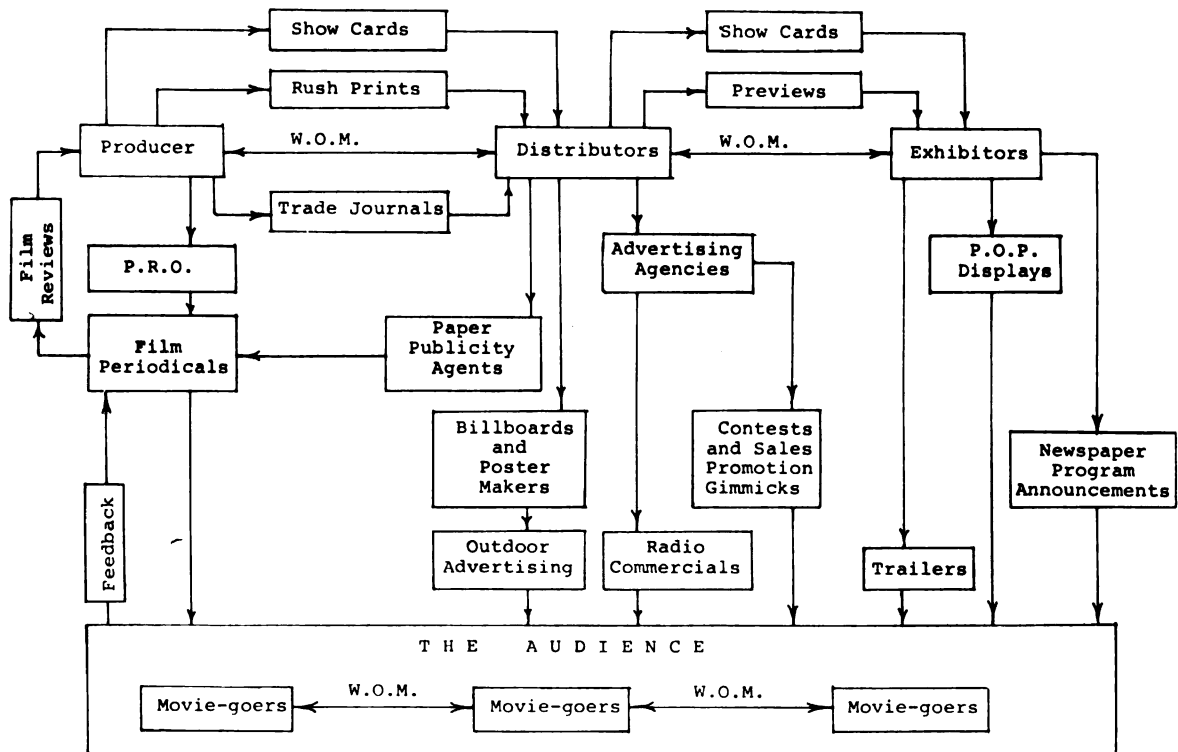 Show Cards
Show Cards
Rush Prints
Previews
W.O.M.
W.O.M.
Producer
Distributors
Exhibitors
Trade Journals
Film
Reviews
P.R.O.
Advertising
Agencies
P.O.P.
Displays
Film
Periodicals
Paper
Publicity
Agents
Billboards
and
Poster
Makers
Contests
and Sales
Promotion
Gimmicks
Newspaper
Program
Announcements
Feedback
Outdoor
Advertising
Radio
Commercials
Trailers
THE AUDIENCE
W.O.M.
W.O.M.
Movie-goers
Movie-goers
Movie-goers